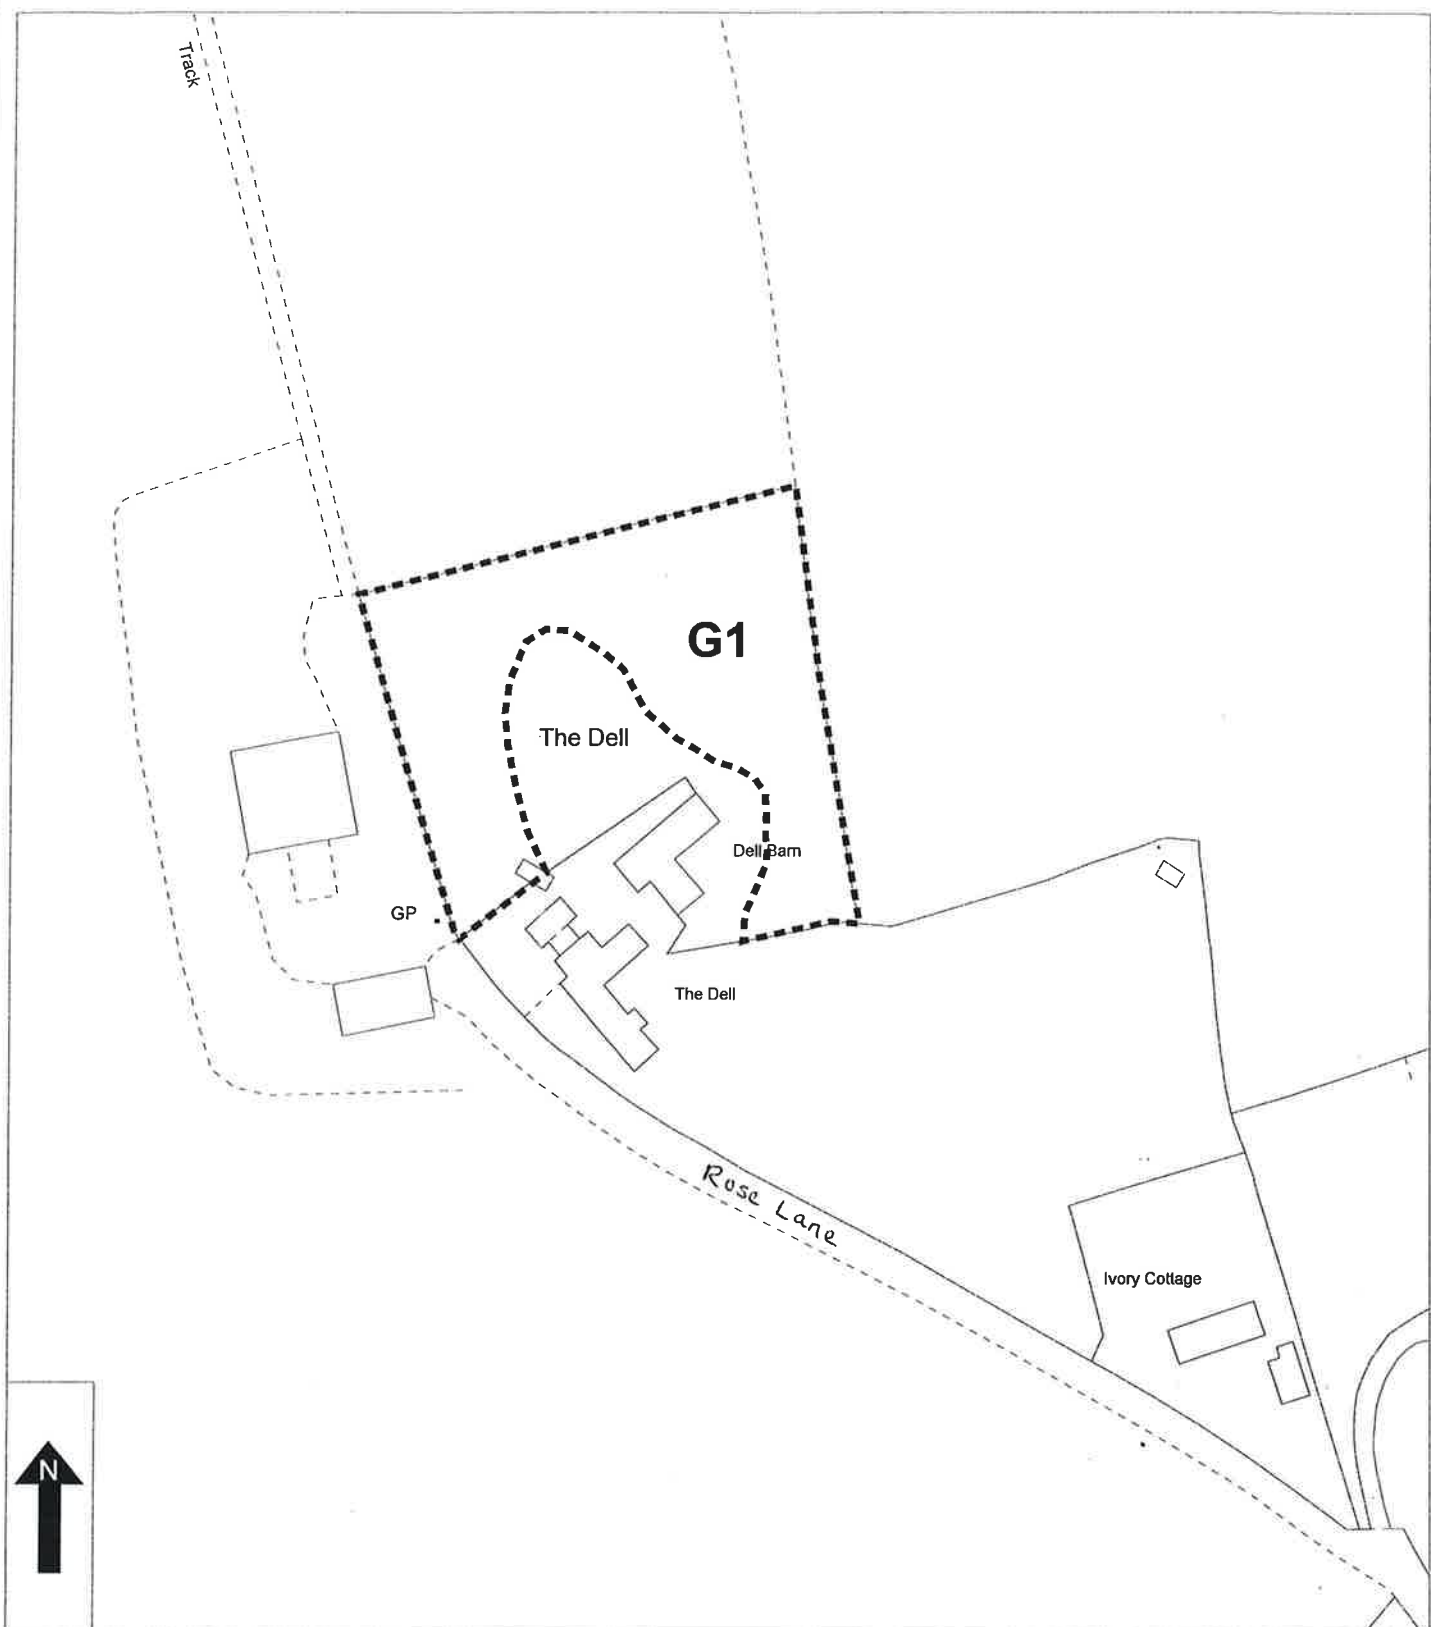 Track
G1
The Dell
Dell Barn
GP
The Dell
Rose Lane
Ivory Cottage
N